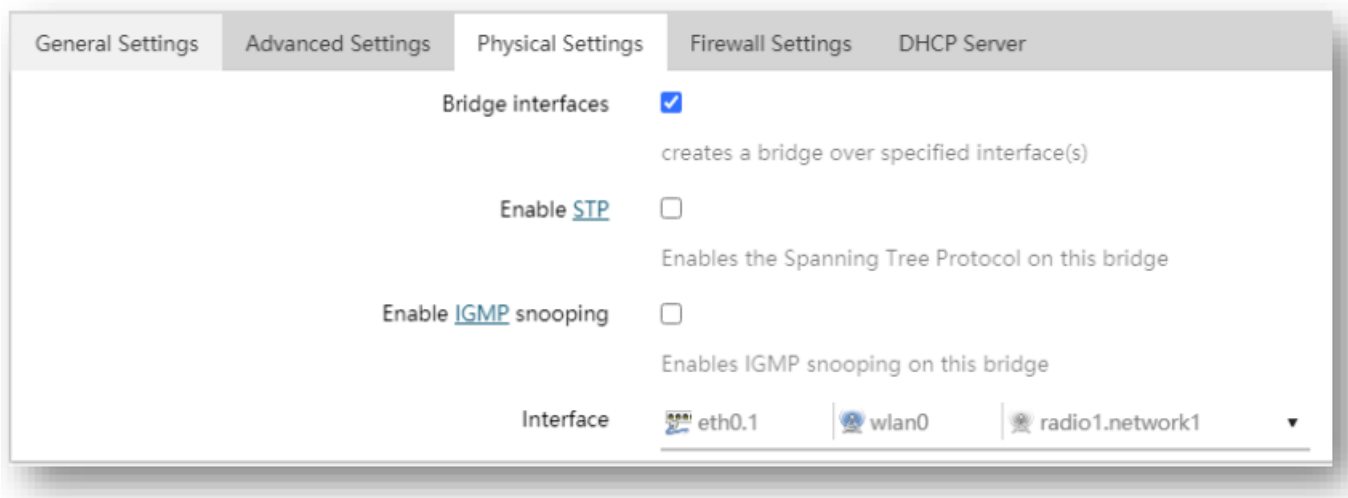 General Settings Advanced Settings Physical Settings Firewall Settings DHCP Server
Bridge interfaces
creates a bridge over specified interface(s)
Enable STP
Enables the Spanning Tree Protocol on this bridge
Enable IGMP snooping
Enables IGMP snooping on this bridge
Interface eth0.1 wlan0 radio1.network1